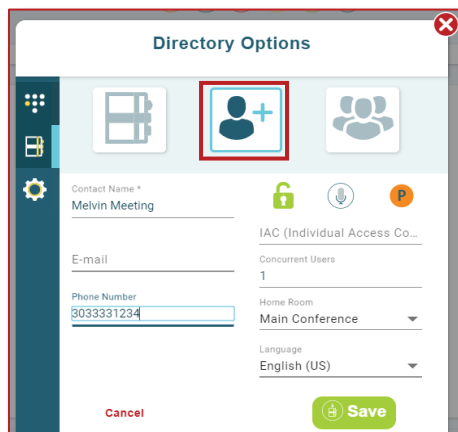 Directory Options
Contact Name *
Melvin Meeting
P
IAC (Individual Access Co...
E-mail
Concurrent Users
1
Phone Number
3033331234
Home Room
Main Conference
Language
English (US)
Cancel
Save